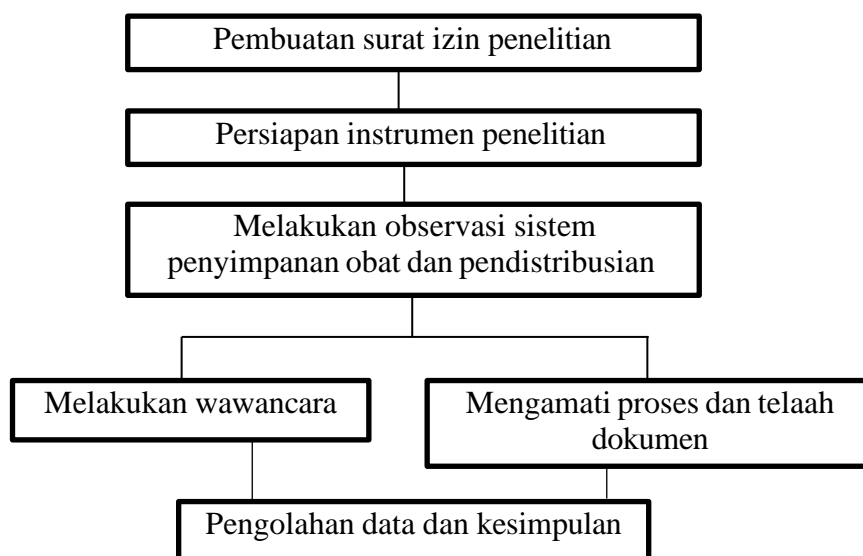 Pembuatan surat izin penelitian
Persiapan instrumen penelitian
Melakukan observasi sistem
penyimpanan obat dan pendistribusian
Melakukan wawancara
Mengamati proses dan telaah
dokumen
Pengolahan data dan kesimpulan